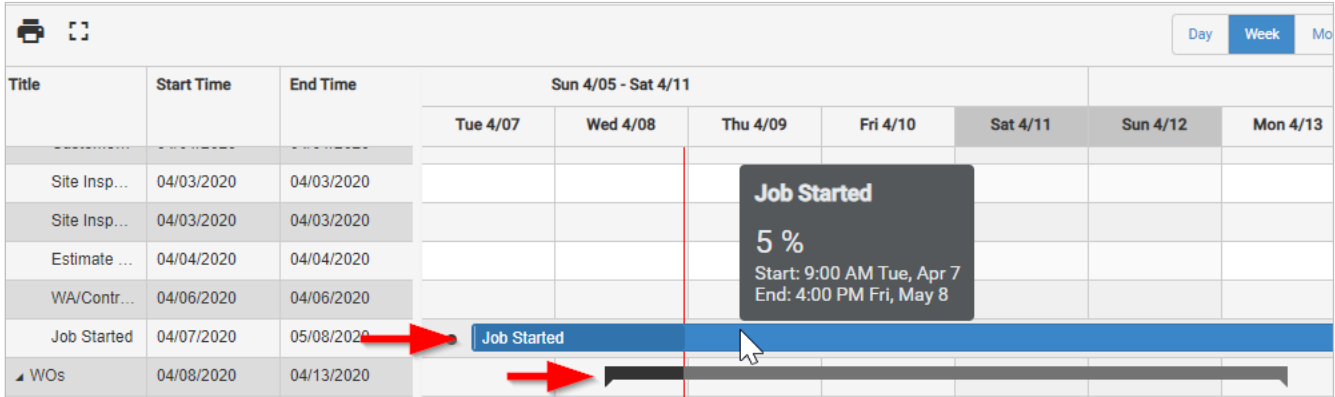 Day Week Mo
Title Start Time End Time Sun 4/05 - Sat 4/11
Tue 4/07 Wed 4/08 Thu 4/09 Fri 4/10 Sat 4/11 Sun 4/12 Mon 4/13
Site Insp... 04/03/2020 04/03/2020
Site Insp... 04/03/2020 04/03/2020
Estimate ... 04/04/2020 04/04/2020
WA/Contr... 04/06/2020 04/06/2020
Job Started 04/07/2020 05/08/2020
WOs 04/08/2020 04/13/2020
Job Started
5 %
Start: 9:00 AM Tue, Apr 7
End: 4:00 PM Fri, May 8
Job Started